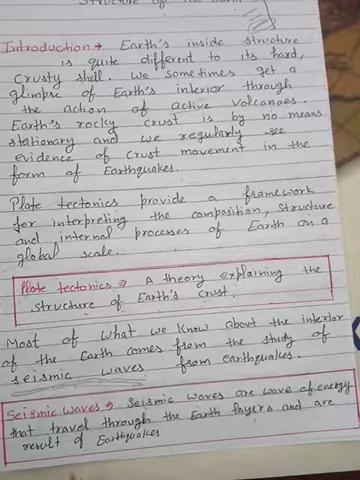 Structure of the Earth
Introduction → Earth's inside structure
is quite different to its hard,
crusty shell. We sometimes get a
glimpse of Earth's interior through
the action of active volcanoes.
Earth's rocky crust is by no means
stationary and we regularly see
evidence of crust movement in the
form of Earthquakes.
Plate tectonics provide a framework
for interpreting the composition, structure
and internal processes of Earth on a
global scale.
Plate tectonics → A theory explaining the
structure of Earth's crust.
Most of what we know about the interior
of the Earth comes from the study of
seismic waves from earthquakes.
Seismic waves → Seismic waves are wave of energy
that travel through the Earth layers and are
result of Earthquakes